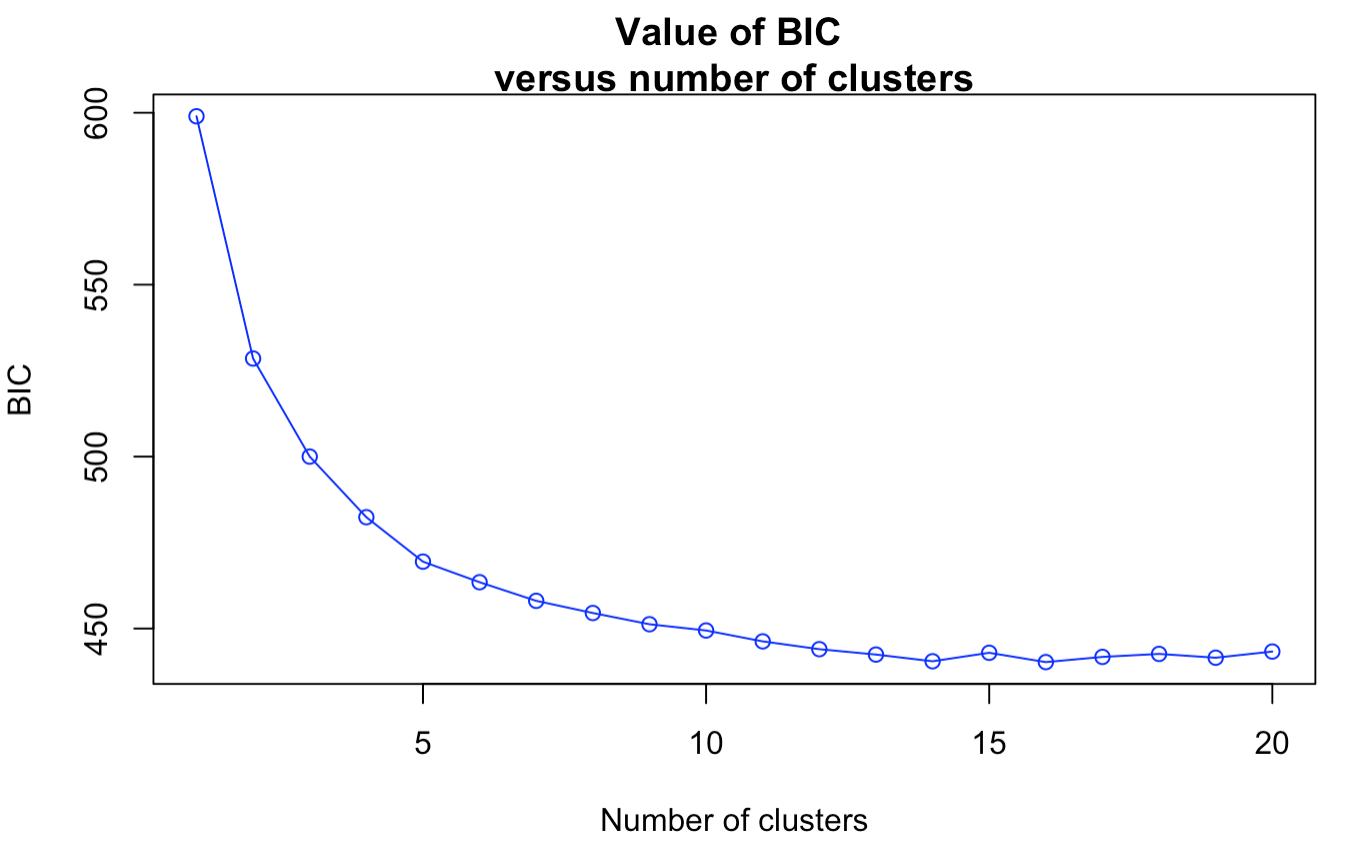 Value of BIC
versus number of clusters
600
550
500
450
BIC
5 10 15 20
Number of clusters